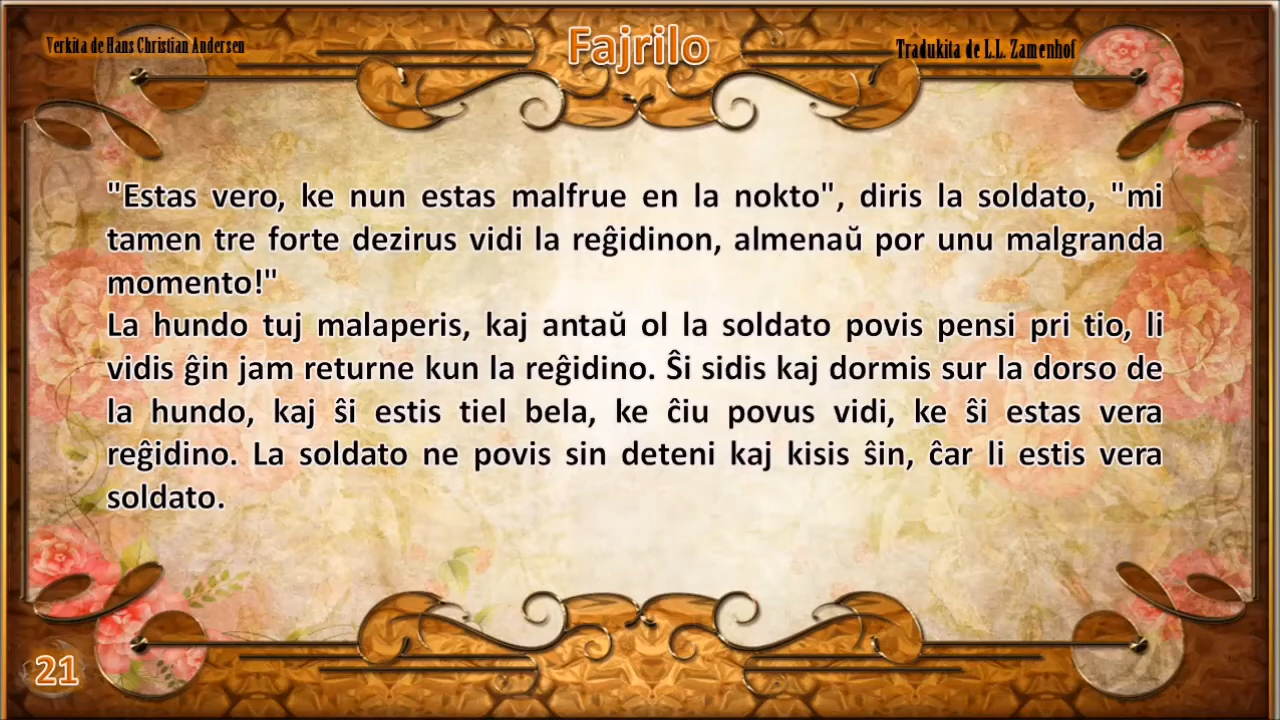 Verkita de Hans Christian Andersen
Fajrilo
Tradukita de L.L. Zamenhof
"Estas vero, ke nun estas malfrue en la nokto", diris la soldato, "mi
tamen tre forte dezirus vidi la reĝidinon, almenaŭ por unu malgranda
momento!"
La hundo tuj malaperis, kaj antaŭ ol la soldato povis pensi pri tio, li
vidis ĝin jam returne kun la reĝidino. Ŝi sidis kaj dormis sur la dorso de
la hundo, kaj ŝi estis tiel bela, ke ĉiu povus vidi, ke ŝi estas vera
reĝidino. La soldato ne povis sin deteni kaj kisis ŝin, ĉar li estis vera
soldato.
21